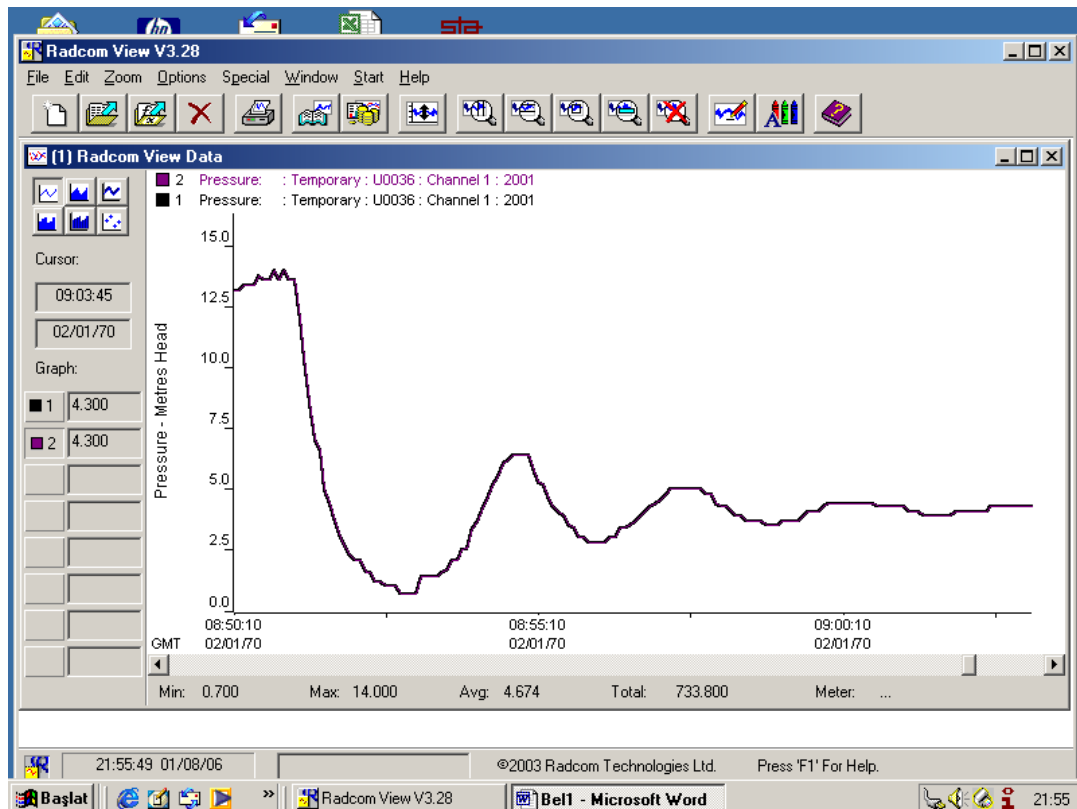 hp
sta
Radcom View V3.28
File Edit Zoom Options Special Window Start Help
(1) Radcom View Data
2 Pressure: : Temporary : U0036 : Channel 1 : 2001
1 Pressure: : Temporary : U0036 : Channel 1 : 2001
Cursor:
09:03:45
02/01/70
Graph:
1 4.300
2 4.300
Pressure - Metres Head
15.0
12.5
10.0
7.5
5.0
2.5
0.0
08:50:10 08:55:10 09:00:10
GMT 02/01/70 02/01/70 02/01/70
Min: 0.700 Max: 14.000 Avg: 4.674 Total: 733.800 Meter: ...
21:55:49 01/08/06 ©2003 Radcom Technologies Ltd. Press 'F1' For Help.
Başlat » Radcom View V3.28 Bel1 - Microsoft Word 21:55